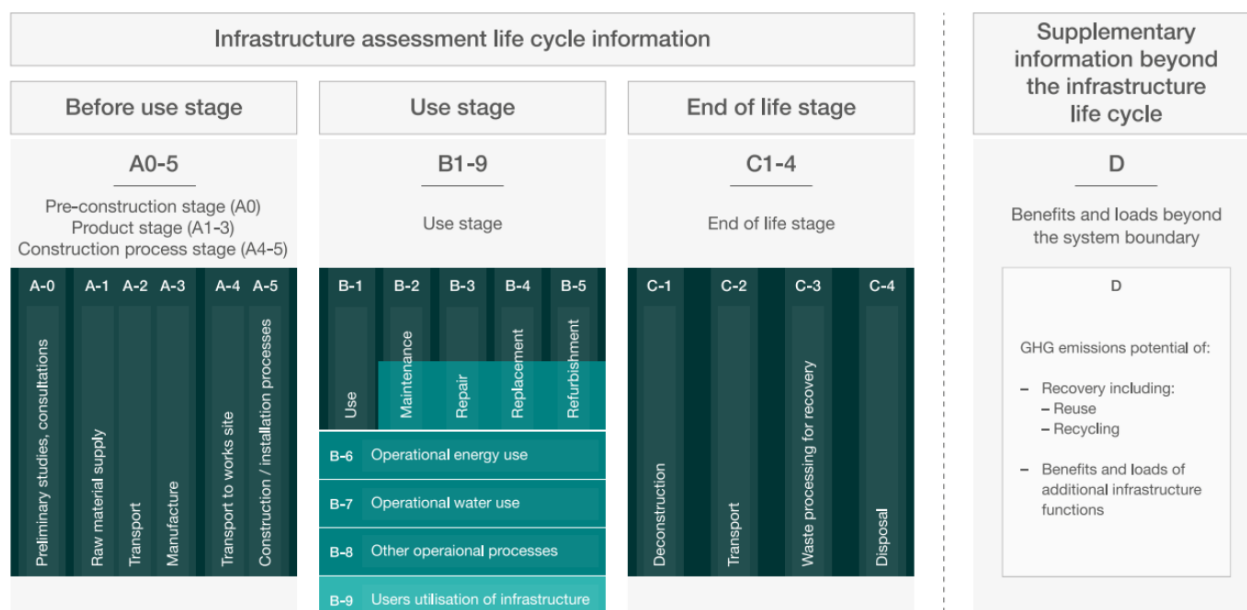 Infrastructure assessment life cycle information
Supplementary
information beyond
the infrastructure
life cycle
Before use stage
Use stage
End of life stage
A0-5
Pre-construction stage (A0)
Product stage (A1-3)
Construction process stage (A4-5)
B1-9
Use stage
C1-4
End of life stage
D
Benefits and loads beyond
the system boundary
A-0
Preliminary studies, consultations
A-1
Raw material supply
A-2
Transport
A-3
Manufacture
A-4
Transport to works site
A-5
Construction / installation processes
B-1
Use
B-2
Maintenance
B-3
Repair
B-4
Replacement
B-5
Refurbishment
B-6 Operational energy use
B-7 Operational water use
B-8 Other operaional processes
B-9 Users utilisation of infrastructure
C-1
Deconstruction
C-2
Transport
C-3
Waste processing for recovery
C-4
Disposal
D
GHG emissions potential of:
– Recovery including:
– Reuse
– Recycling
– Benefits and loads of
additional infrastructure
functions